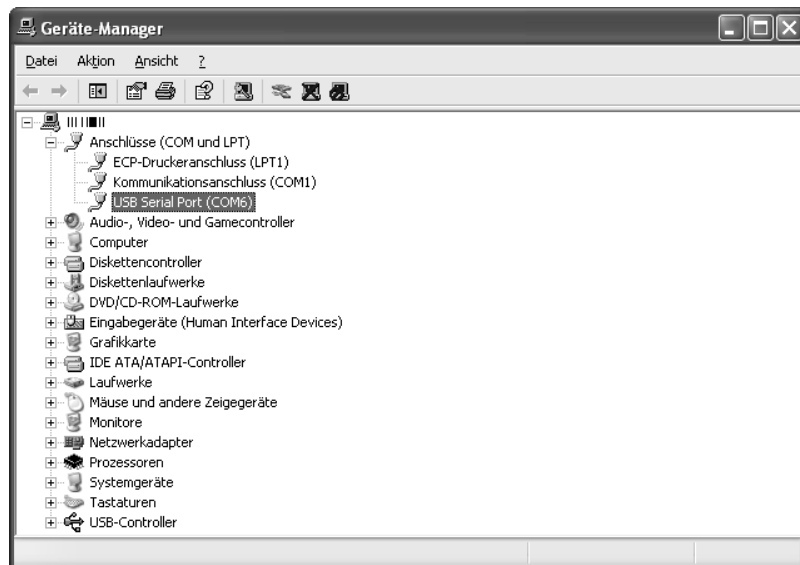 Geräte-Manager
Datei Aktion Ansicht ?
Anschlüsse (COM und LPT)
ECP-Druckeranschluss (LPT1)
Kommunikationsanschluss (COM1)
USB Serial Port (COM6)
Audio-, Video- und Gamecontroller
Computer
Diskettencontroller
Diskettenlaufwerke
DVD/CD-ROM-Laufwerke
Eingabegeräte (Human Interface Devices)
Grafikkarte
IDE ATA/ATAPI-Controller
Laufwerke
Mäuse und andere Zeigegeräte
Monitore
Netzwerkadapter
Prozessoren
Systemgeräte
Tastaturen
USB-Controller